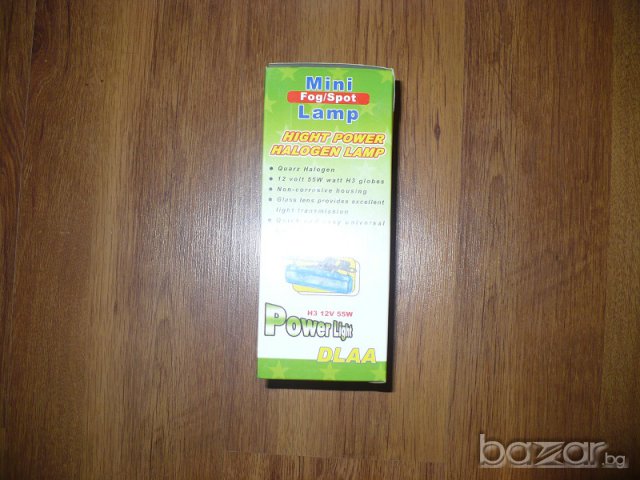 Mini
Fog/Spot
Lamp
HIGHT POWER
HALOGEN LAMP
Quarz Halogen
12 volt 55W watt H3 globes
Non-corrosive housing
Glass lens provides excellent
light transmission
universal
H3 12V 55W
Power Light
DLAA
bazar.bg